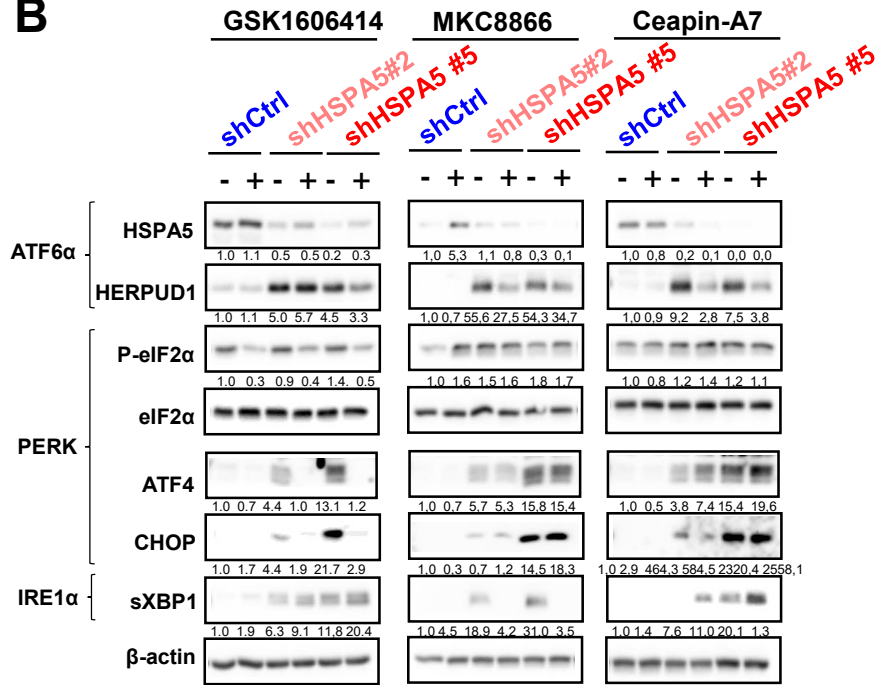 B
GSK1606414 MKC8866 Ceapin-A7
shCtrl shHSPA5#2 shHSPA5 #5 shCtrl shHSPA5#2 shHSPA5 #5 shCtrl shHSPA5#2 shHSPA5 #5
- + - + - + - + - + - + - + - + - +
ATF6α
HSPA5
1.0 1.1 0.5 0.5 0.2 0.3 1,0 5,3 1,1 0,8 0,3 0,1 1,0 0,8 0,2 0,1 0,0 0,0
HERPUD1
1.0 1.1 5.0 5.7 4.5 3.3 1,0 0,7 55,6 27,5 54,3 34,7 1,0 0,9 9,2 2,8 7,5 3,8
P-eIF2α
1.0 0.3 0.9 0.4 1.4. 0.5 1.0 1.6 1.5 1.6 1.8 1.7 1.0 0.8 1.2 1.4 1.2 1.1
eIF2α
PERK
ATF4
1.0 0.7 4.4 1.0 13.1 1.2 1,0 0,7 5,7 5,3 15,8 15,4 1,0 0,5 3,8 7,4 15,4 19,6
CHOP
1.0 1.7 4.4 1.9 21.7 2.9 1,0 0,3 0,7 1,2 14,5 18,3 1,0 2,9 464,3 584,5 2320,4 2558,1
IRE1α
sXBP1
1.0 1.9 6.3 9.1 11.8 20.4 1.0 4.5 18.9 4.2 31.0 3.5 1.0 1.4 7.6 11.0 20.1 1.3
β-actin